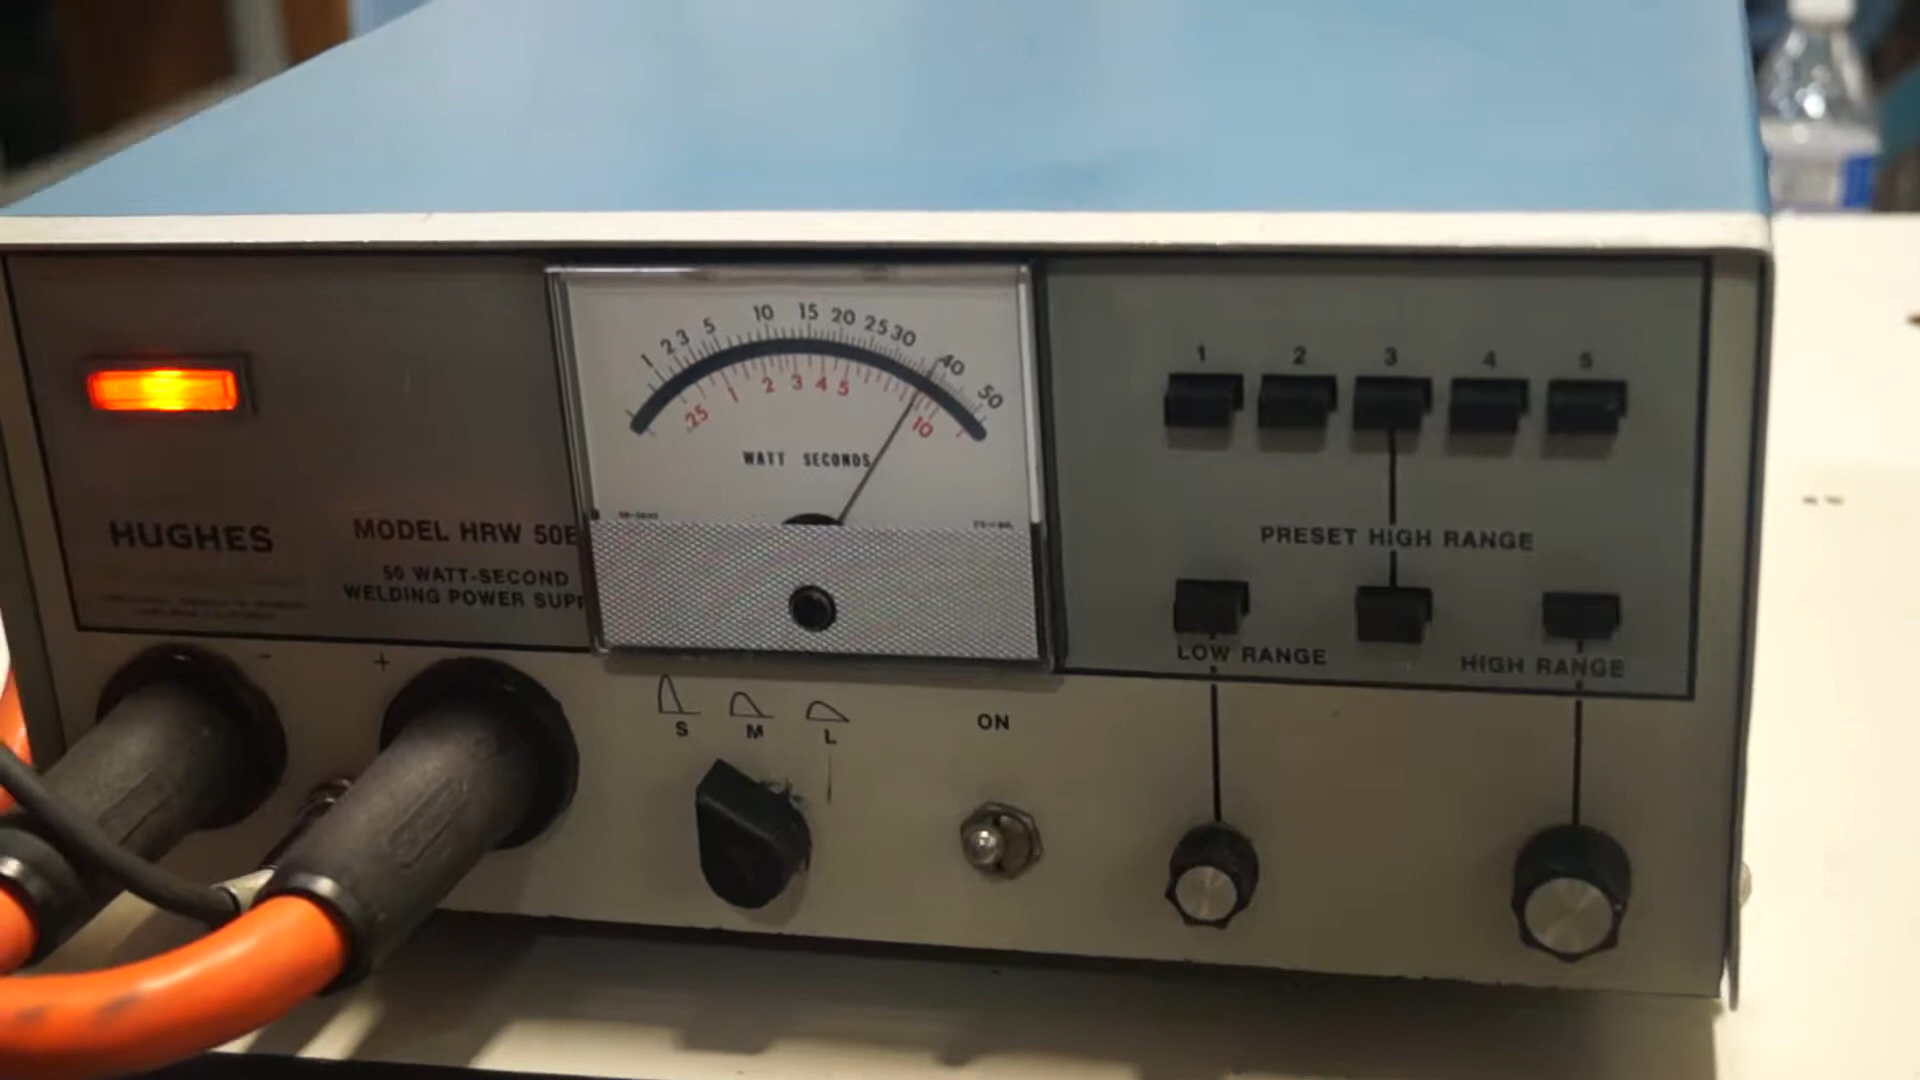 1 2 3 5 10 15 20 25 30 40 50
.25 1 2 3 4 5 10
WATT SECONDS
HUGHES
MODEL HRW 50B
50 WATT-SECOND
WELDING POWER SUPP
1 2 3 4 5
PRESET HIGH RANGE
LOW RANGE
HIGH RANGE
- +
S M L
ON